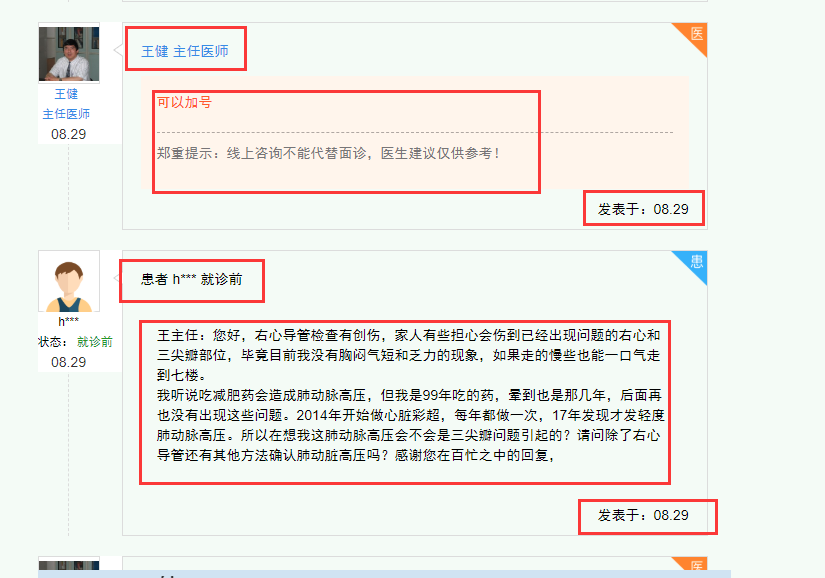 王健 主任医师
医
王健
主任医师
08.29
可以加号
郑重提示：线上咨询不能代替面诊，医生建议仅供参考！
发表于：08.29
患者 h*** 就诊前
患
h***
状态： 就诊前
08.29
王主任：您好，右心导管检查有创伤，家人有些担心会伤到已经出现问题的右心和
三尖瓣部位，毕竟目前我没有胸闷气短和乏力的现象，如果走的慢些也能一口气走
到七楼。
我听说吃减肥药会造成肺动脉高压，但我是99年吃的药，晕到也是那几年，后面再
也没有出现这些问题。2014年开始做心脏彩超，每年都做一次，17年发现才发轻度
肺动脉高压。所以在想我这肺动脉高压会不会是三尖瓣问题引起的？请问除了右心
导管还有其他方法确认肺动脏高压吗？感谢您在百忙之中的回复，
发表于：08.29
医